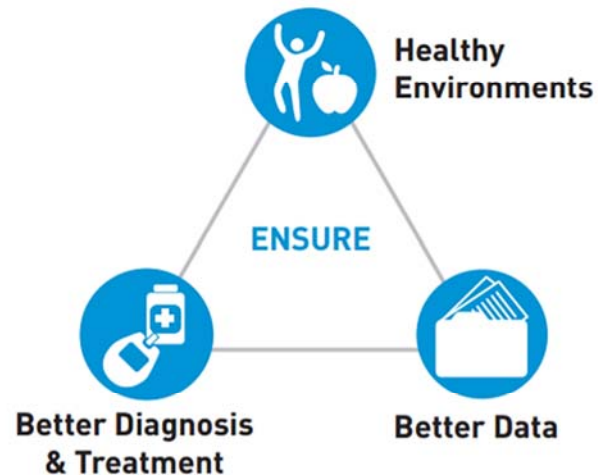 Healthy
Environments
ENSURE
Better Diagnosis
& Treatment
Better Data